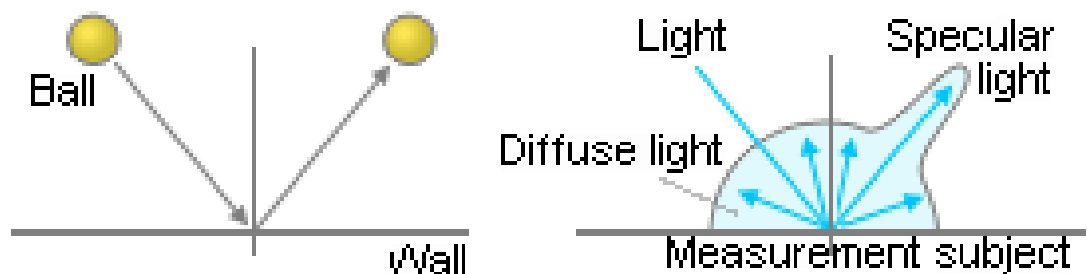 Ball
Wall
Light
Specular
light
Diffuse light
Measurement subject